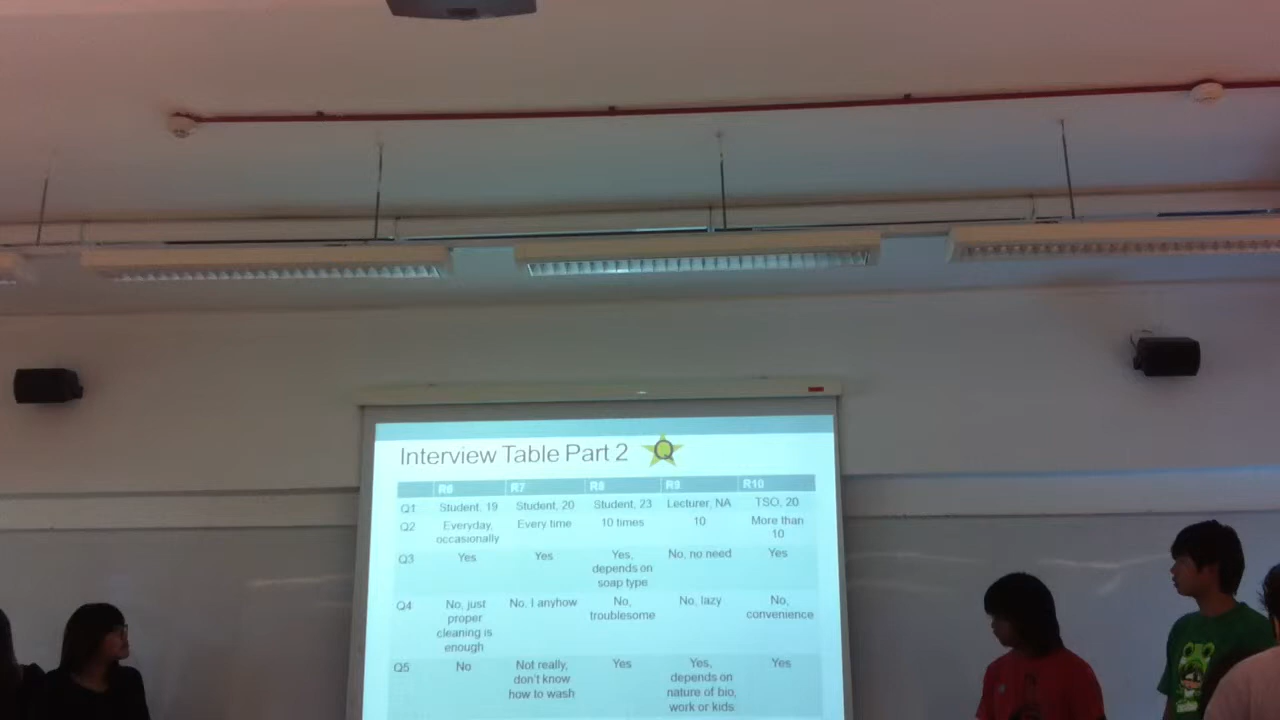 Interview Table Part 2 Q
R6 R7 R8 R9 R10
Q1 Student, 19 Student, 20 Student, 23 Lecturer, NA TSO, 20
Q2 Everyday, occasionally Every time 10 times 10 More than 10
Q3 Yes Yes Yes, depends on soap type No, no need Yes
Q4 No, just proper cleaning is enough No, I anyhow No, troublesome No, lazy No, convenience
Q5 No Not really, don't know how to wash Yes Yes, depends on nature of bio, work or kids Yes